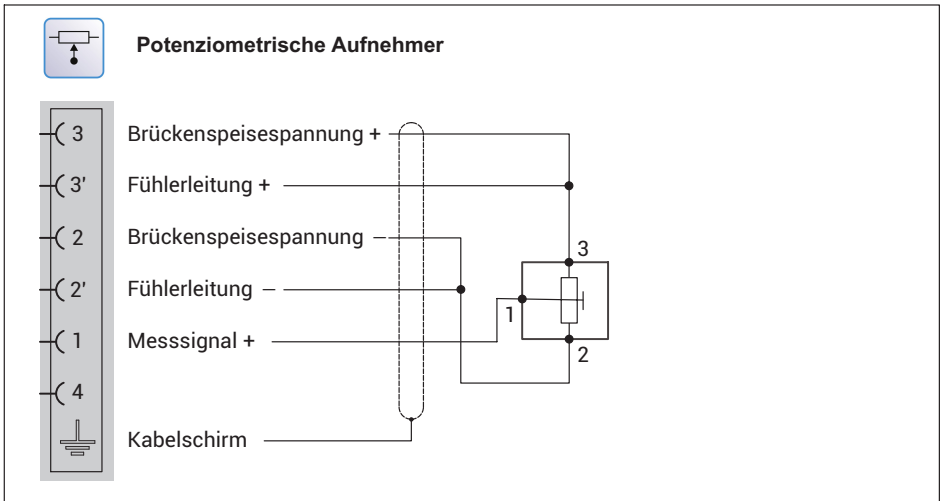 Potenziometrische Aufnehmer
3 Brückenspeisespannung +
3' Fühlerleitung +
2 Brückenspeisespannung –
2' Fühlerleitung –
1 Messsignal +
4
Kabelschirm
3
1
2